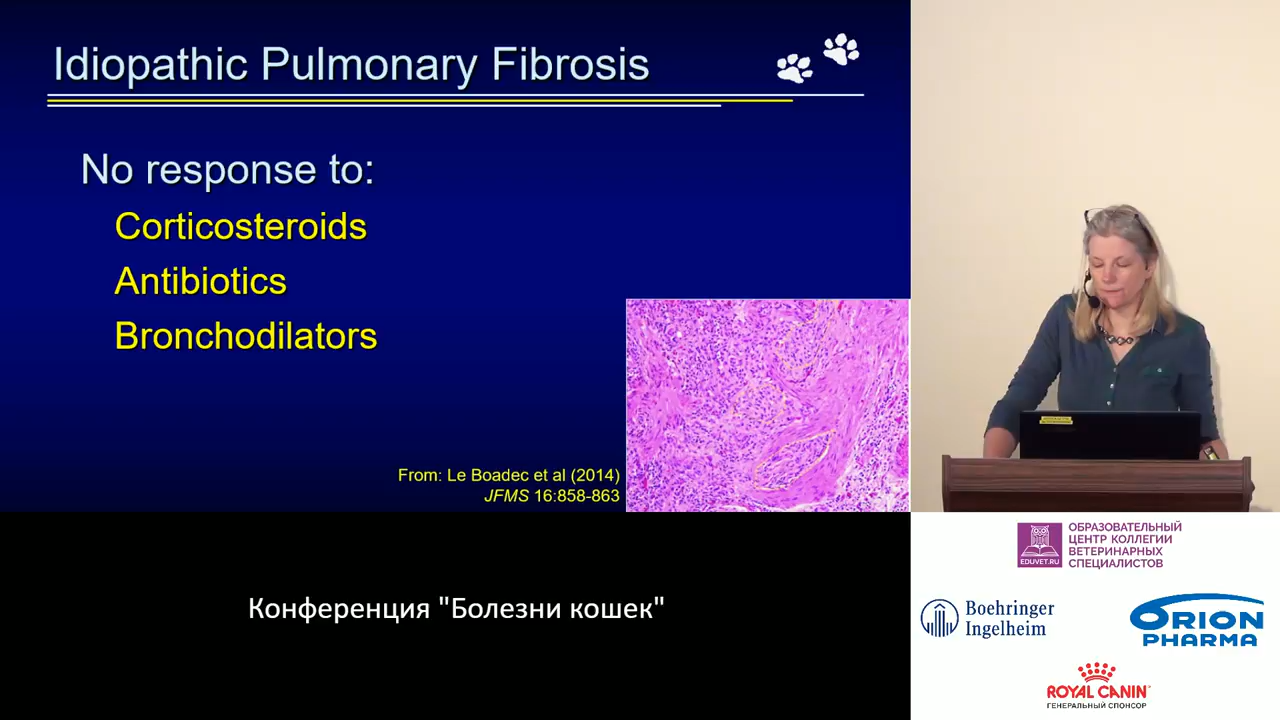 Idiopathic Pulmonary Fibrosis
No response to:
Corticosteroids
Antibiotics
Bronchodilators
From: Le Boadec et al (2014)
JFMS 16:858-863
Конференция "Болезни кошек"
EDUVET.RU
ОБРАЗОВАТЕЛЬНЫЙ
ЦЕНТР КОЛЛЕГИИ
ВЕТЕРИНАРНЫХ
СПЕЦИАЛИСТОВ
Boehringer
Ingelheim
ORION
PHARMA
ROYAL CANIN
ГЕНЕРАЛЬНЫЙ СПОНСОР